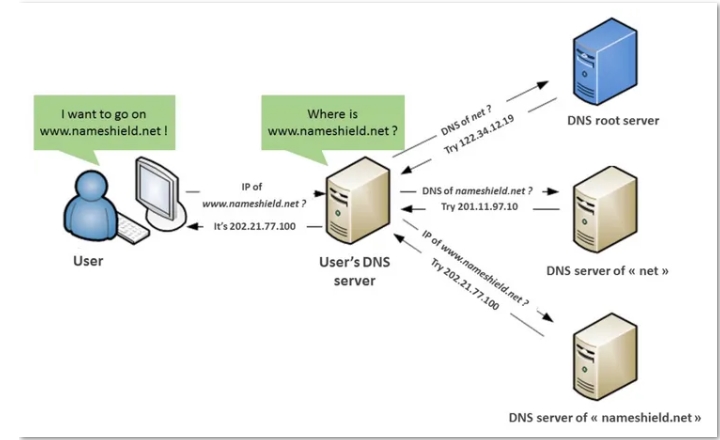 I want to go on
www.nameshield.net !
Where is
www.nameshield.net ?
DNS of net ?
Try 122.34.12.19
DNS root server
IP of
www.nameshield.net ?
It's 202.21.77.100
DNS of nameshield.net ?
Try 201.11.97.10
IP of www.nameshield.net ?
Try 202.21.77.100
User
User's DNS
server
DNS server of « net »
DNS server of « nameshield.net »